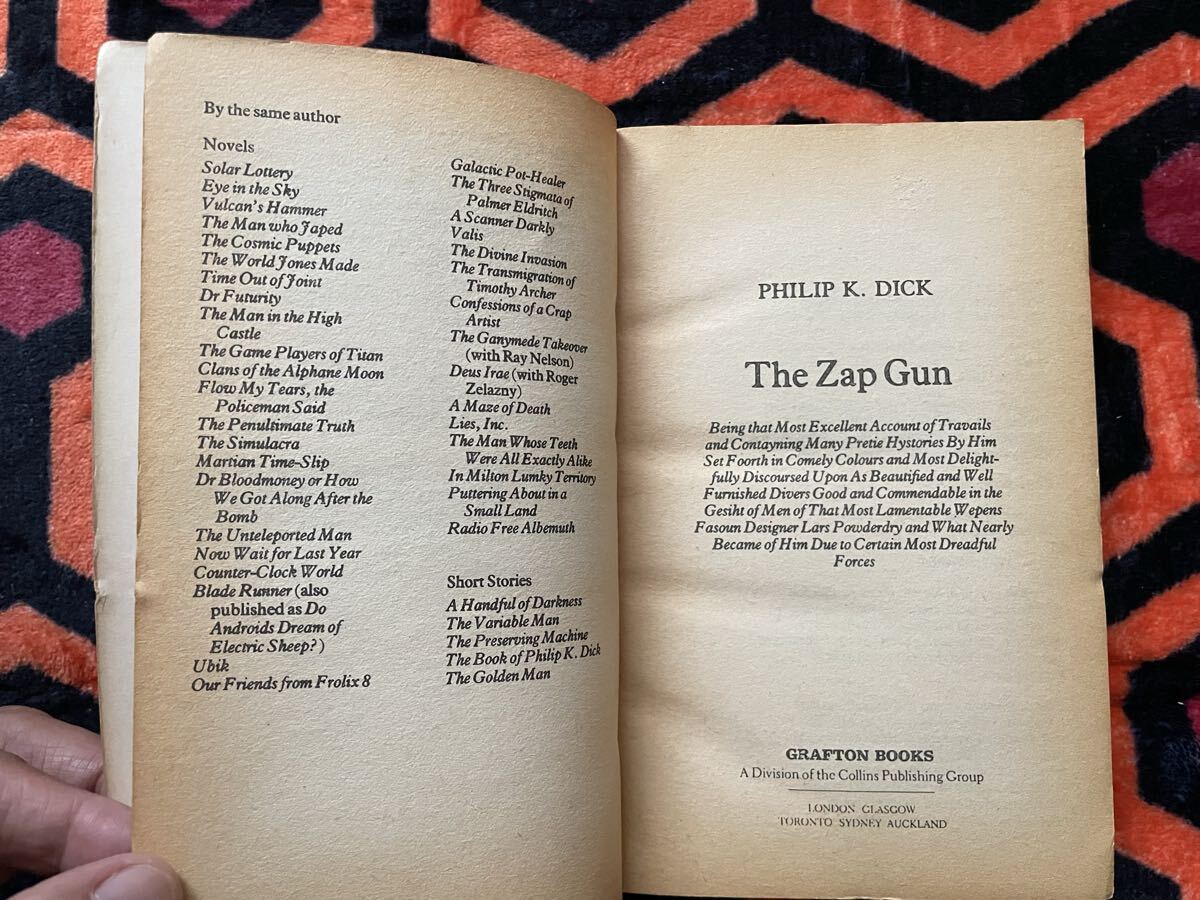 By the same author
Novels
Solar Lottery
Eye in the Sky
Vulcan's Hammer
The Man who Japed
The Cosmic Puppets
The World Jones Made
Time Out of Joint
Dr Futurity
The Man in the High
Castle
The Game Players of Titan
Clans of the Alphane Moon
Flow My Tears, the
Policeman Said
The Penultimate Truth
The Simulacra
Martian Time-Slip
Dr Bloodmoney or How
We Got Along After the
Bomb
The Unteleported Man
Now Wait for Last Year
Counter-Clock World
Blade Runner (also
published as Do
Androids Dream of
Electric Sheep?)
Ubik
Our Friends from Frolix 8
Galactic Pot-Healer
The Three Stigmata of
Palmer Eldritch
A Scanner Darkly
Valis
The Divine Invasion
The Transmigration of
Timothy Archer
Confessions of a Crap
Artist
The Ganymede Takeover
(with Ray Nelson)
Deus Irae (with Roger
Zelazny)
A Maze of Death
Lies, Inc.
The Man Whose Teeth
Were All Exactly Alike
In Milton Lumky Territory
Puttering About in a
Small Land
Radio Free Albemuth
Short Stories
A Handful of Darkness
The Variable Man
The Preserving Machine
The Book of Philip K. Dick
The Golden Man
PHILIP K. DICK
The Zap Gun
Being that Most Excellent Account of Travails
and Contayning Many Pretie Hystories By Him
Set Foorth in Comely Colours and Most Delight-
fully Discoursed Upon As Beautified and Well
Furnished Divers Good and Commendable in the
Gesiht of Men of That Most Lamentable Wepens
Fasoun Designer Lars Powderdry and What Nearly
Became of Him Due to Certain Most Dreadful
Forces
GRAFTON BOOKS
A Division of the Collins Publishing Group
LONDON GLASGOW
TORONTO SYDNEY AUCKLAND